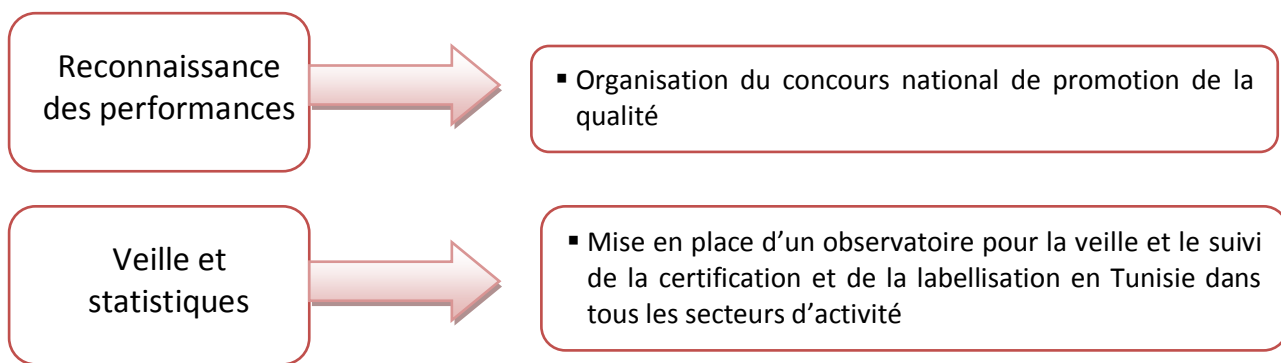 Reconnaissance
des performances
▪ Organisation du concours national de promotion de la
qualité
Veille et
statistiques
▪ Mise en place d’un observatoire pour la veille et le suivi
de la certification et de la labellisation en Tunisie dans
tous les secteurs d’activité